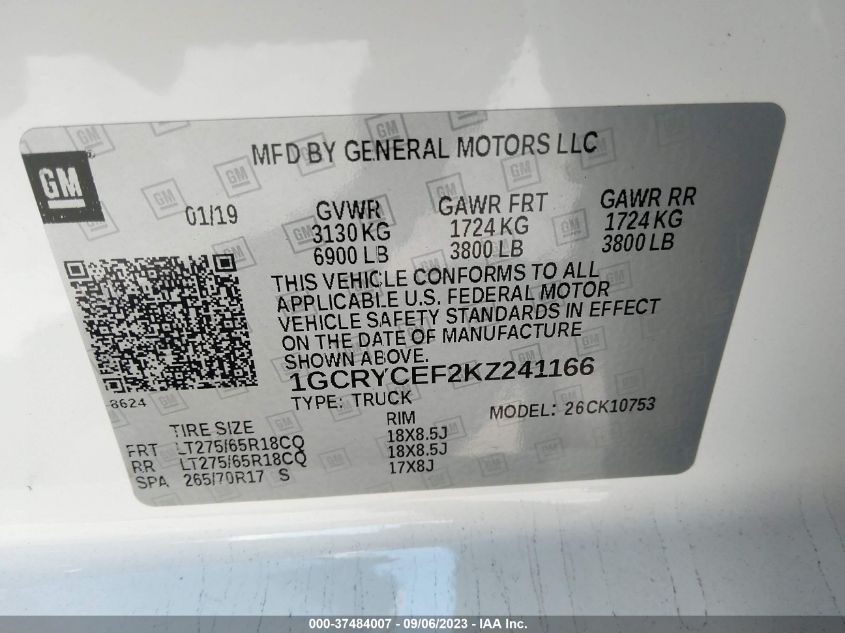 MFD BY GENERAL MOTORS LLC
GM
01/19
GVWR
3130 KG
6900 LB
GAWR FRT
1724 KG
3800 LB
GAWR RR
1724 KG
3800 LB
THIS VEHICLE CONFORMS TO ALL
APPLICABLE U.S. FEDERAL MOTOR
VEHICLE SAFETY STANDARDS IN EFFECT
ON THE DATE OF MANUFACTURE
SHOWN ABOVE.
1GCRYCEF2KZ241166
8624
TYPE: TRUCK
MODEL: 26CK10753
TIRE SIZE RIM
FRT LT275/65R18CQ 18X8.5J
RR LT275/65R18CQ 18X8.5J
SPA 265/70R17 S 17X8J
000-37484007 - 09/06/2023 - IAA Inc.